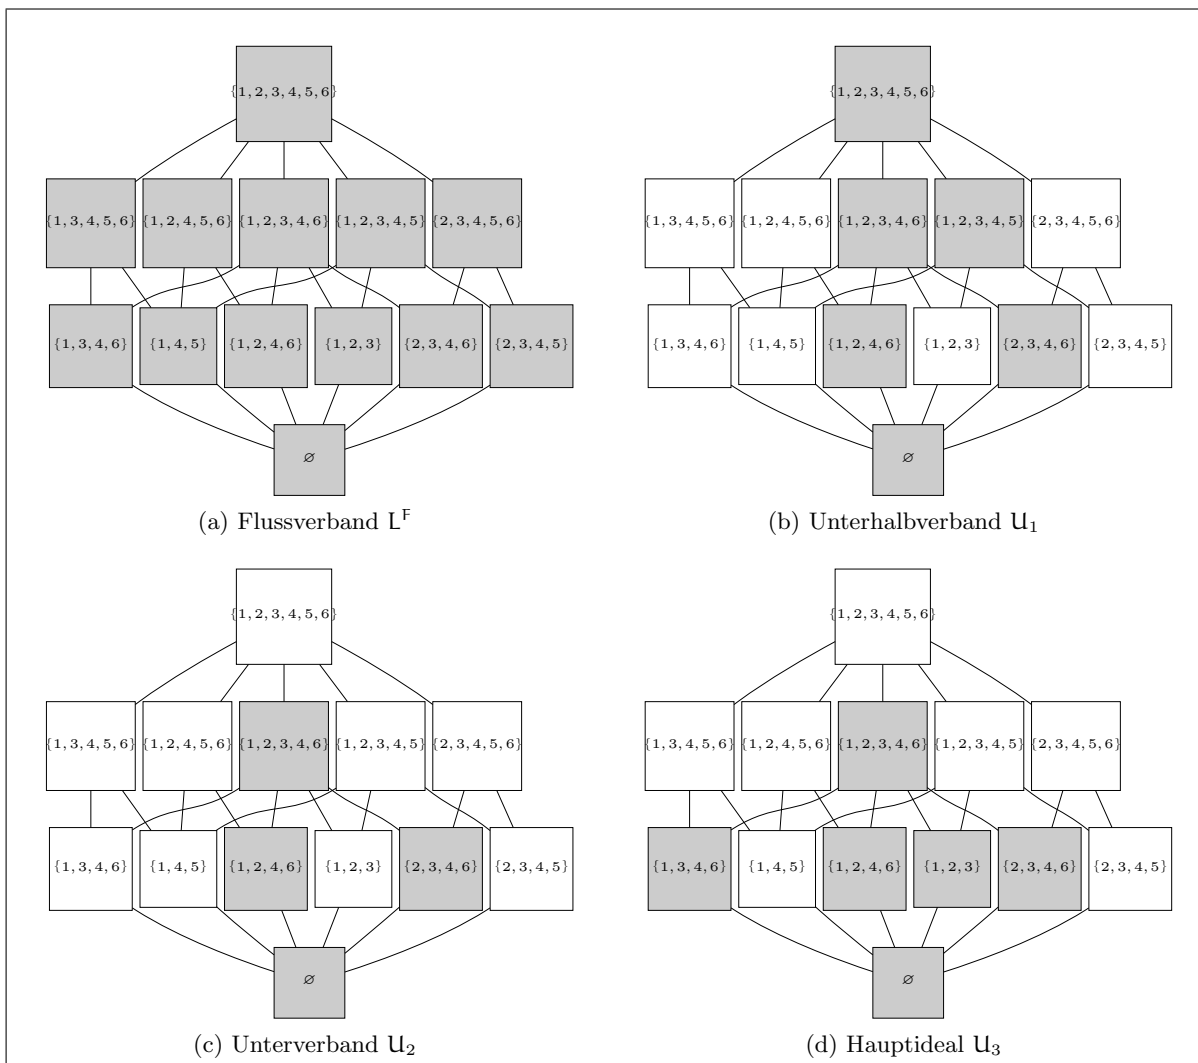 {1, 2, 3, 4, 5, 6} {1, 2, 3, 4, 5, 6}
{1, 3, 4, 5, 6} {1, 2, 4, 5, 6} {1, 2, 3, 4, 6} {1, 2, 3, 4, 5} {2, 3, 4, 5, 6} {1, 3, 4, 5, 6} {1, 2, 4, 5, 6} {1, 2, 3, 4, 6} {1, 2, 3, 4, 5} {2, 3, 4, 5, 6}
{1, 3, 4, 6} {1, 4, 5} {1, 2, 4, 6} {1, 2, 3} {2, 3, 4, 6} {2, 3, 4, 5} {1, 3, 4, 6} {1, 4, 5} {1, 2, 4, 6} {1, 2, 3} {2, 3, 4, 6} {2, 3, 4, 5}
∅ ∅
(a) Flussverband L^F (b) Unterhalbverband U₁
{1, 2, 3, 4, 5, 6} {1, 2, 3, 4, 5, 6}
{1, 3, 4, 5, 6} {1, 2, 4, 5, 6} {1, 2, 3, 4, 6} {1, 2, 3, 4, 5} {2, 3, 4, 5, 6} {1, 3, 4, 5, 6} {1, 2, 4, 5, 6} {1, 2, 3, 4, 6} {1, 2, 3, 4, 5} {2, 3, 4, 5, 6}
{1, 3, 4, 6} {1, 4, 5} {1, 2, 4, 6} {1, 2, 3} {2, 3, 4, 6} {2, 3, 4, 5} {1, 3, 4, 6} {1, 4, 5} {1, 2, 4, 6} {1, 2, 3} {2, 3, 4, 6} {2, 3, 4, 5}
∅ ∅
(c) Unterverband U₂ (d) Hauptideal U₃